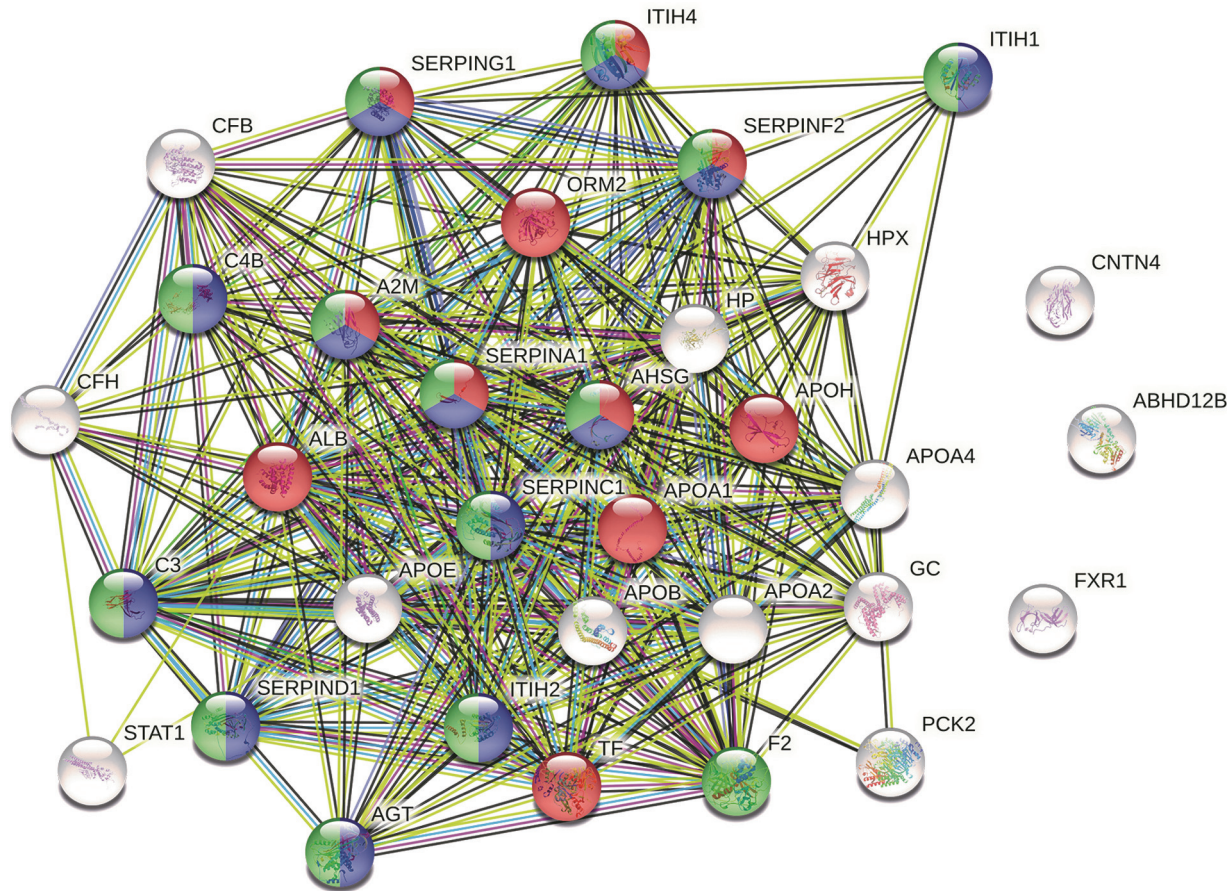 ITIH4
ITIH1
SERPING1
CFB
SERPINF2
ORM2
HPX
C4B
CNTN4
A2M
HP
SERPINA1
AHSG
CFH
APOH
ABHD12B
ALB
APOA4
SERPINC1
APOA1
C3
APOE
APOB
APOA2
GC
FXR1
SERPIND1
ITIH2
STAT1
TF
F2
PCK2
AGT